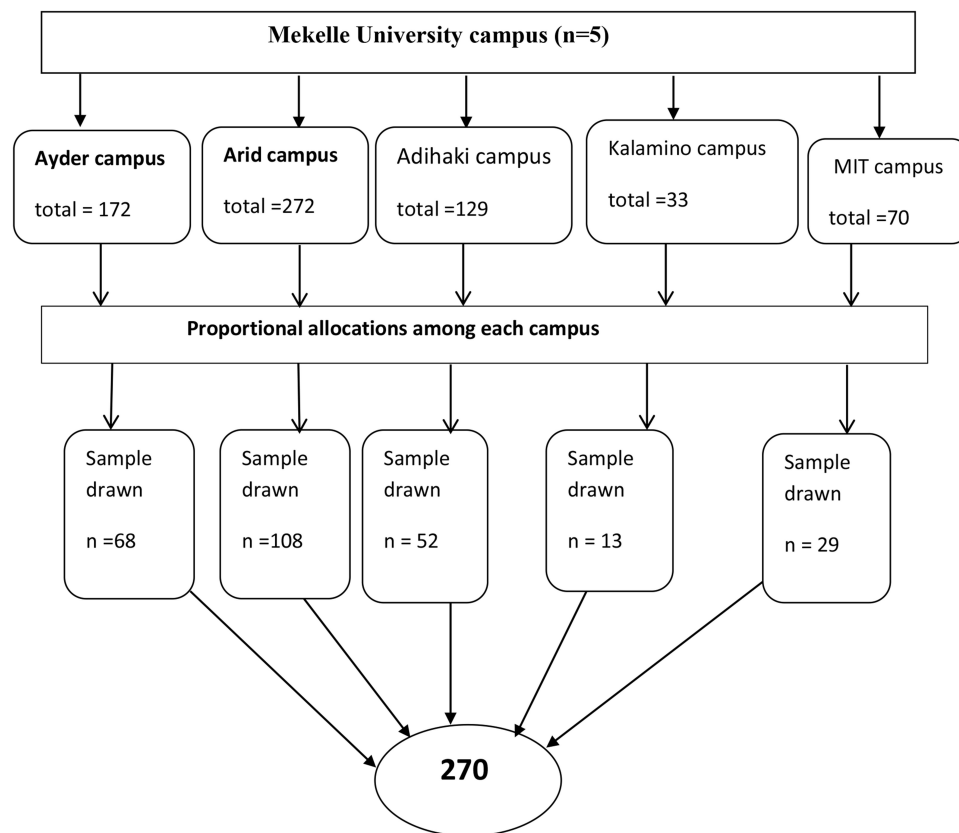 Mekelle University campus (n=5)
Ayder campus
total = 172
Arid campus
total =272
Adihaki campus
total =129
Kalamino campus
total =33
MIT campus
total =70
Proportional allocations among each campus
Sample
drawn
n =68
Sample
drawn
n =108
Sample
drawn
n = 52
Sample
drawn
n = 13
Sample
drawn
n = 29
270